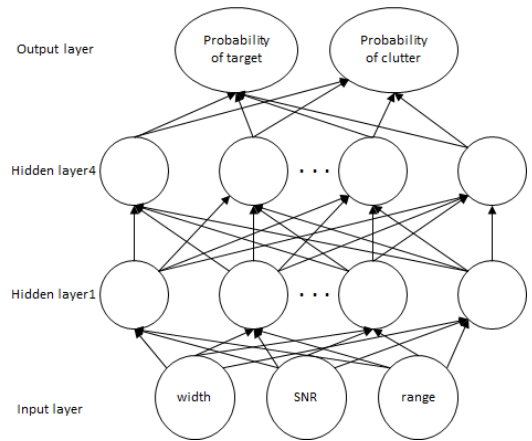 Output layer
Probability
of target
Probability
of clutter
Hidden layer4
. . .
Hidden layer1
. . .
width
SNR
range
Input layer